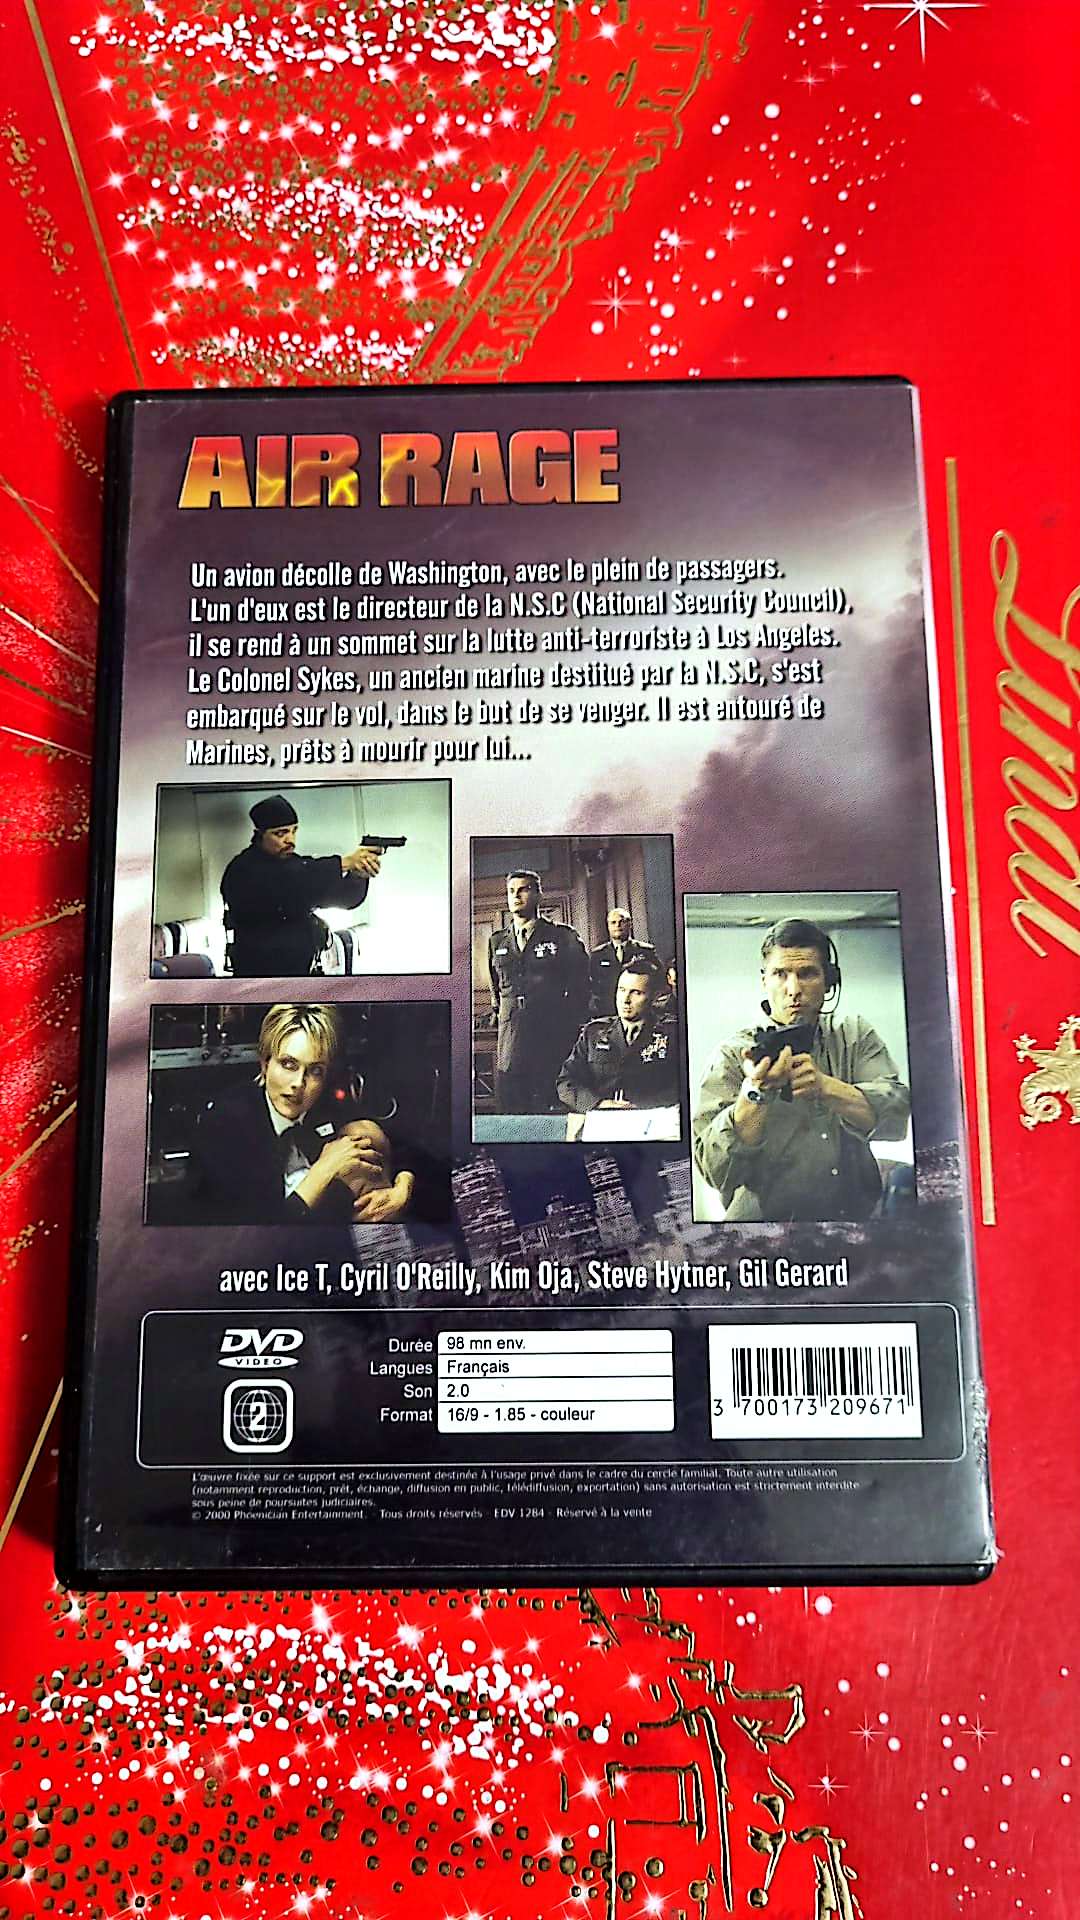 AIR RAGE
Un avion décolle de Washington, avec le plein de passagers.
L'un d'eux est le directeur de la N.S.C (National Security Council),
il se rend à un sommet sur la lutte anti-terroriste à Los Angeles.
Le Colonel Sykes, un ancien marine destitué par la N.S.C, s'est
embarqué sur le vol, dans le but de se venger. Il est entouré de
Marines, prêts à mourir pour lui...
avec Ice T, Cyril O'Reilly, Kim Oja, Steve Hytner, Gil Gerard
DVD
VIDEO
2
Durée 98 mn env.
Langues Français
Son 2.0
Format 16/9 - 1.85 - couleur
3 700173 209671
L'œuvre fixée sur ce support est exclusivement destinée à l'usage privé dans le cadre du cercle familial. Toute autre utilisation
(notamment reproduction, prêt, échange, diffusion en public, télédiffusion, exportation) sans autorisation est strictement interdite
sous peine de poursuites judiciaires.
© 2000 Phoenician Entertainment. - Tous droits réservés - EDV 1284 - Réservé à la vente
Lindt